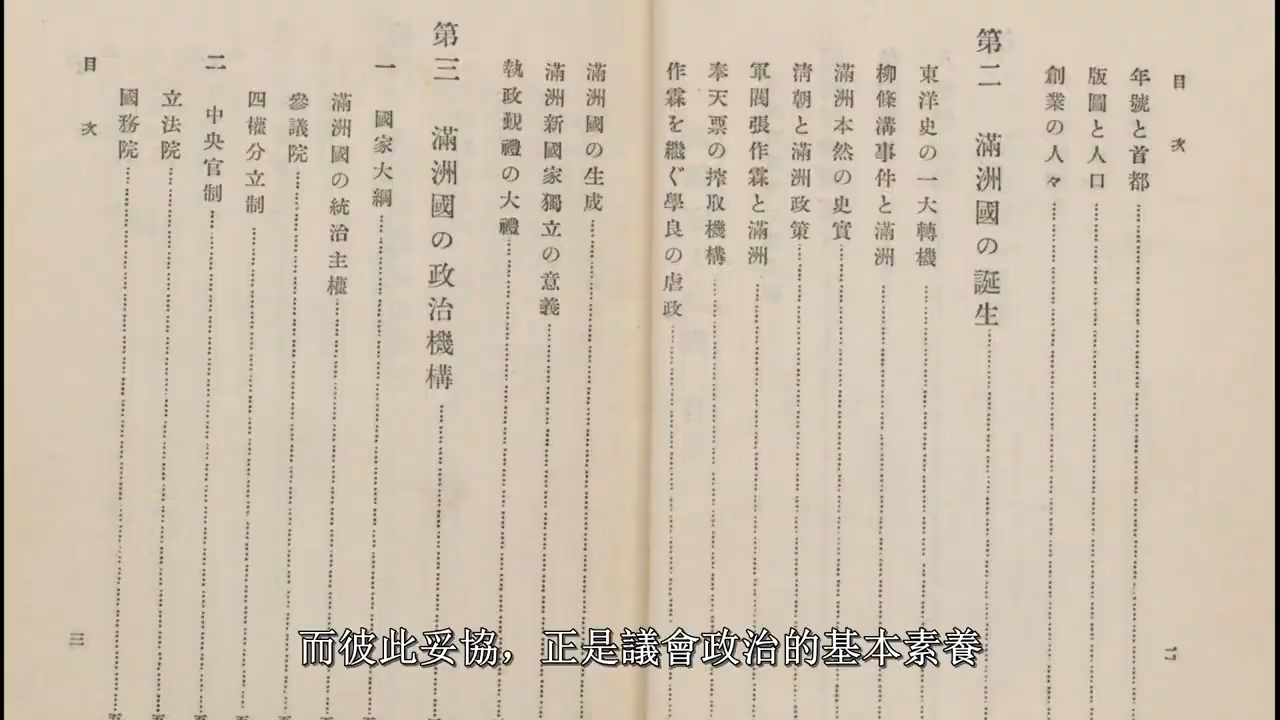 目次
年號と首都
版圖と人口
創業の人々
第二 滿洲國の誕生
東洋史の一大轉機
柳條溝事件と滿洲
滿洲本然の史實
淸朝と滿洲政策
軍閥張作霖と滿洲
奉天票の搾取機構
作霖を繼ぐ學良の虐政
二
滿洲國の生成
滿洲新國家獨立の意義
執政觐禮の大禮
第三 滿洲國の政治機構
一 國家大綱
滿洲國の統治主權
參議院
四權分立制
二 中央官制
立法院
國務院
目次
三
而彼此妥協，正是議會政治的基本素養